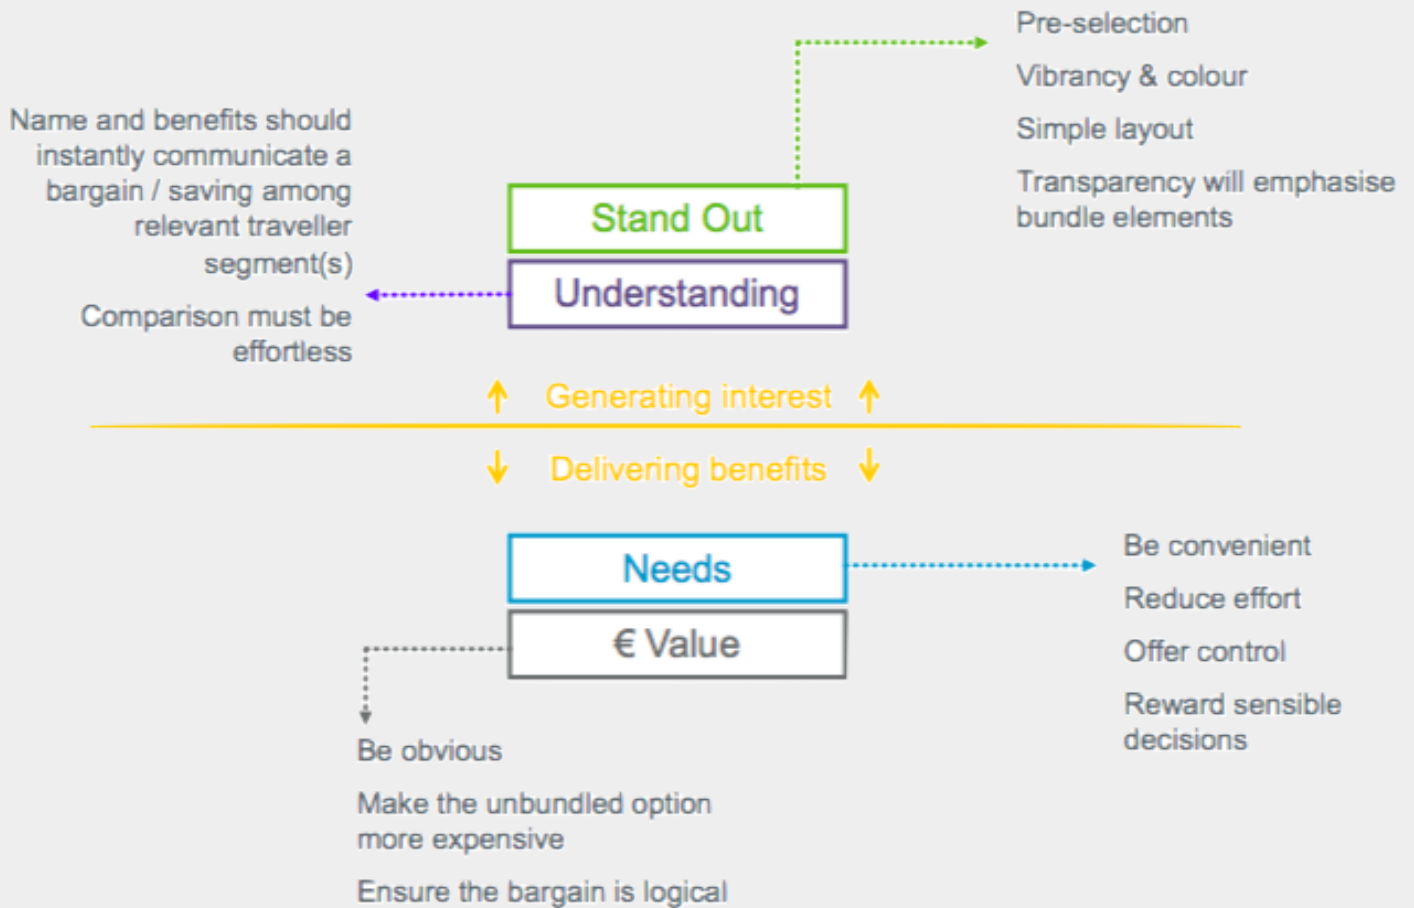 Pre-selection
Vibrancy & colour
Simple layout
Transparency will emphasise
bundle elements
Name and benefits should
instantly communicate a
bargain / saving among
relevant traveller
segment(s)
Comparison must be
effortless
Stand Out
Understanding
Generating interest
Delivering benefits
Needs
€ Value
Be convenient
Reduce effort
Offer control
Reward sensible
decisions
Be obvious
Make the unbundled option
more expensive
Ensure the bargain is logical